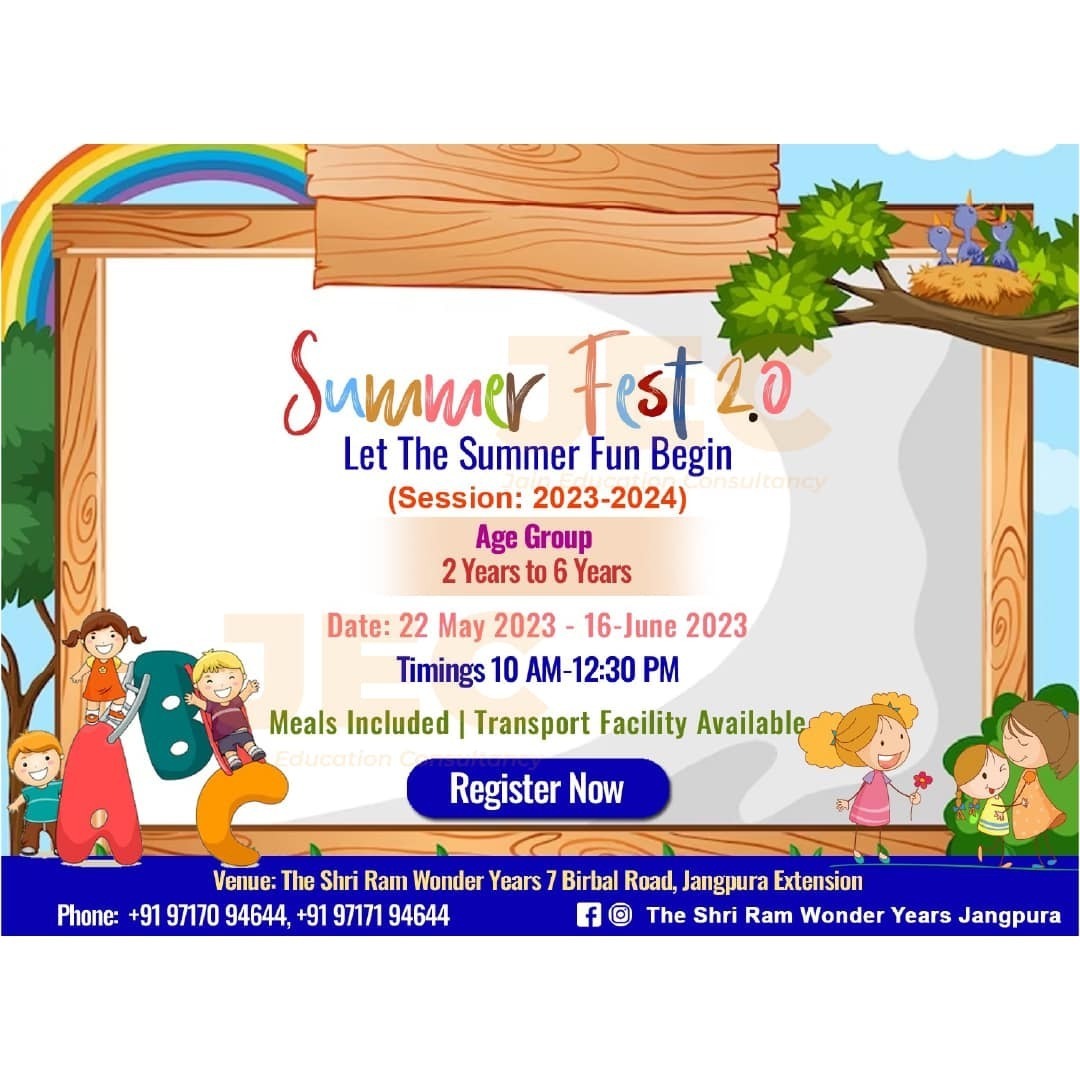 Summer Fest 2.0
Let The Summer Fun Begin
(Session: 2023-2024)
Age Group
2 Years to 6 Years
Date: 22 May 2023 - 16-June 2023
Timings 10 AM-12:30 PM
Meals Included | Transport Facility Available
Register Now
Venue: The Shri Ram Wonder Years 7 Birbal Road, Jangpura Extension
Phone: +91 97170 94644, +91 97171 94644
The Shri Ram Wonder Years Jangpura
JEC
Jain Education Consultancy
JEC
Education Consultancy
A
B
C